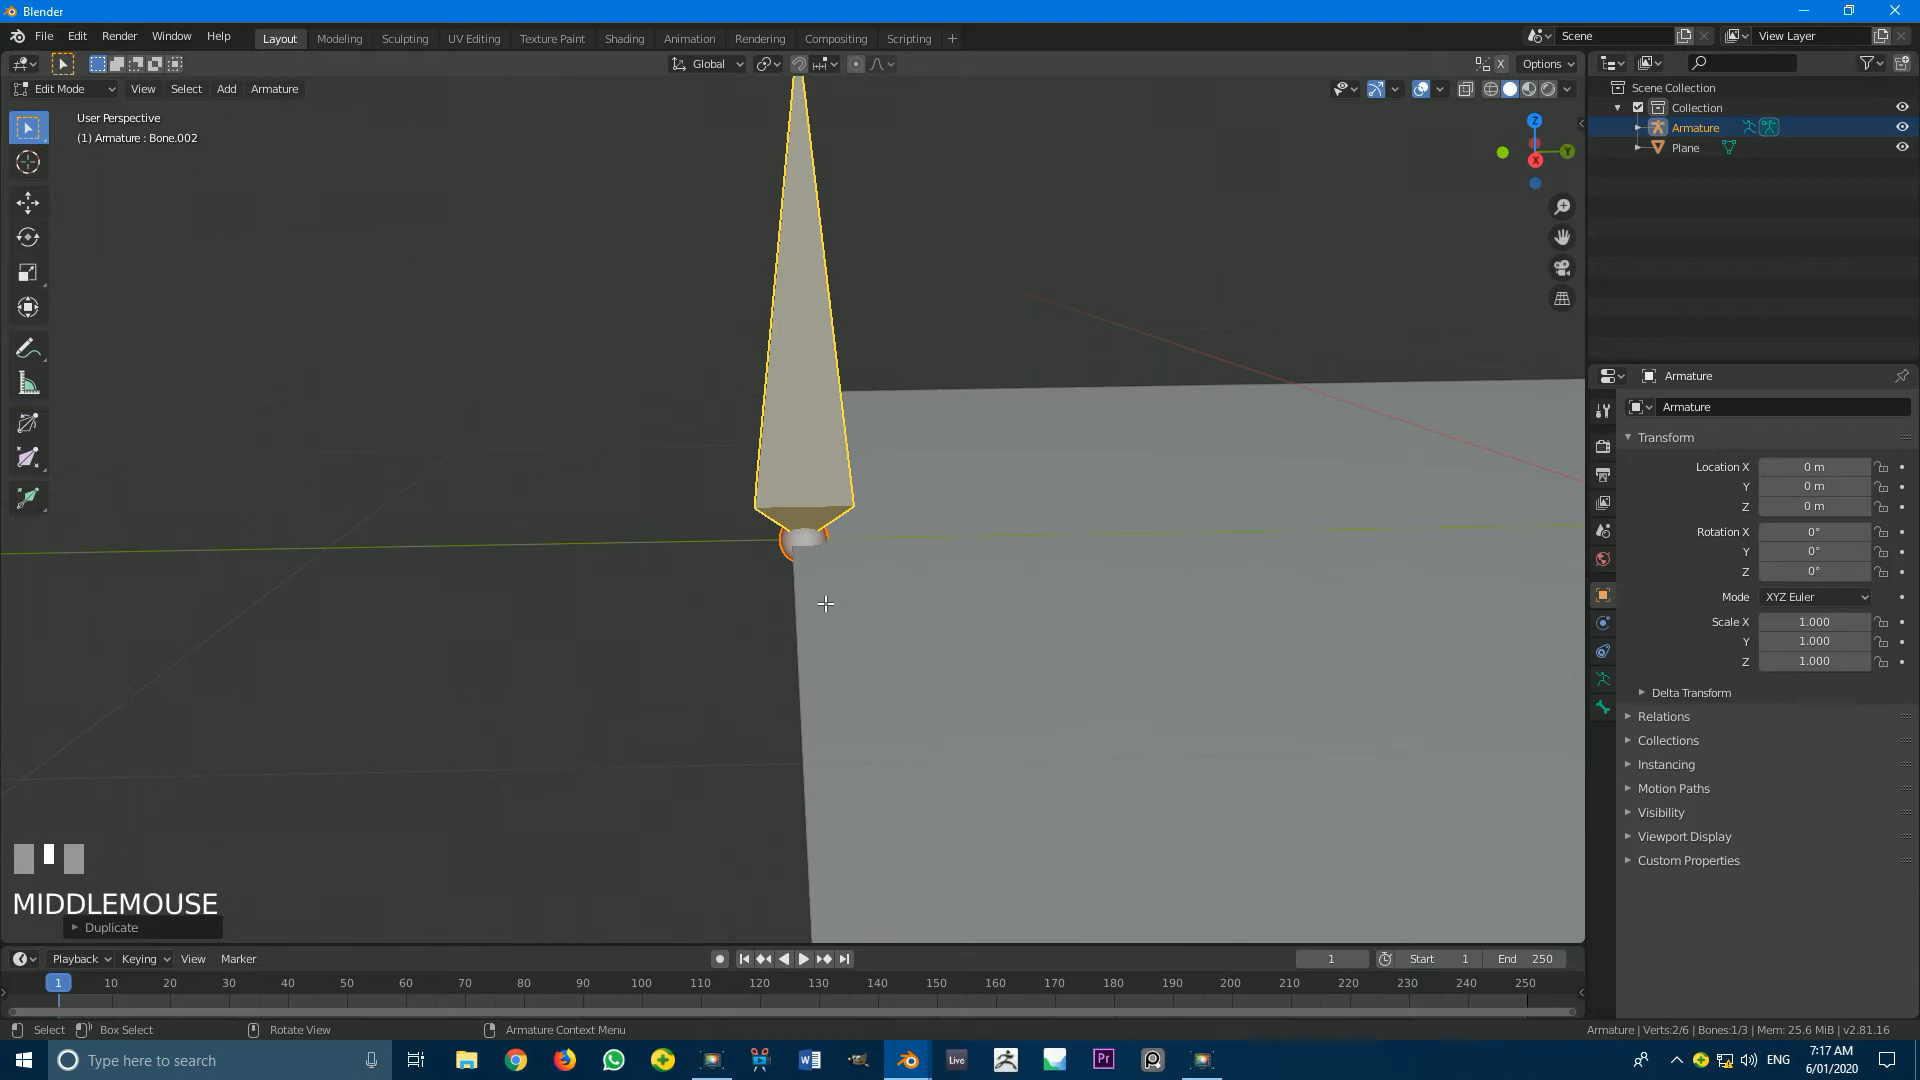 Blender
File Edit Render Window Help Layout Modeling Sculpting UV Editing Texture Paint Shading Animation Rendering Compositing Scripting + Scene View Layer
Global X Options
Edit Mode View Select Add Armature
User Perspective
(1) Armature : Bone.002
Z
Y
X
Scene Collection
Collection
Armature
Plane
Armature
Armature
Transform
Location X 0 m
Y 0 m
Z 0 m
Rotation X 0°
Y 0°
Z 0°
Mode XYZ Euler
Scale X 1.000
Y 1.000
Z 1.000
Delta Transform
Relations
Collections
Instancing
Motion Paths
Visibility
Viewport Display
Custom Properties
MIDDLEMOUSE
Duplicate
Playback Keying View Marker 1 Start 1 End 250
1 10 20 30 40 50 60 70 80 90 100 110 120 130 140 150 160 170 180 190 200 210 220 230 240 250
Select Box Select Rotate View Armature Context Menu Armature | Verts:2/6 | Bones:1/3 | Mem: 25.6 MiB | v2.81.16
Type here to search Live Pr ENG 7:17 AM
6/01/2020